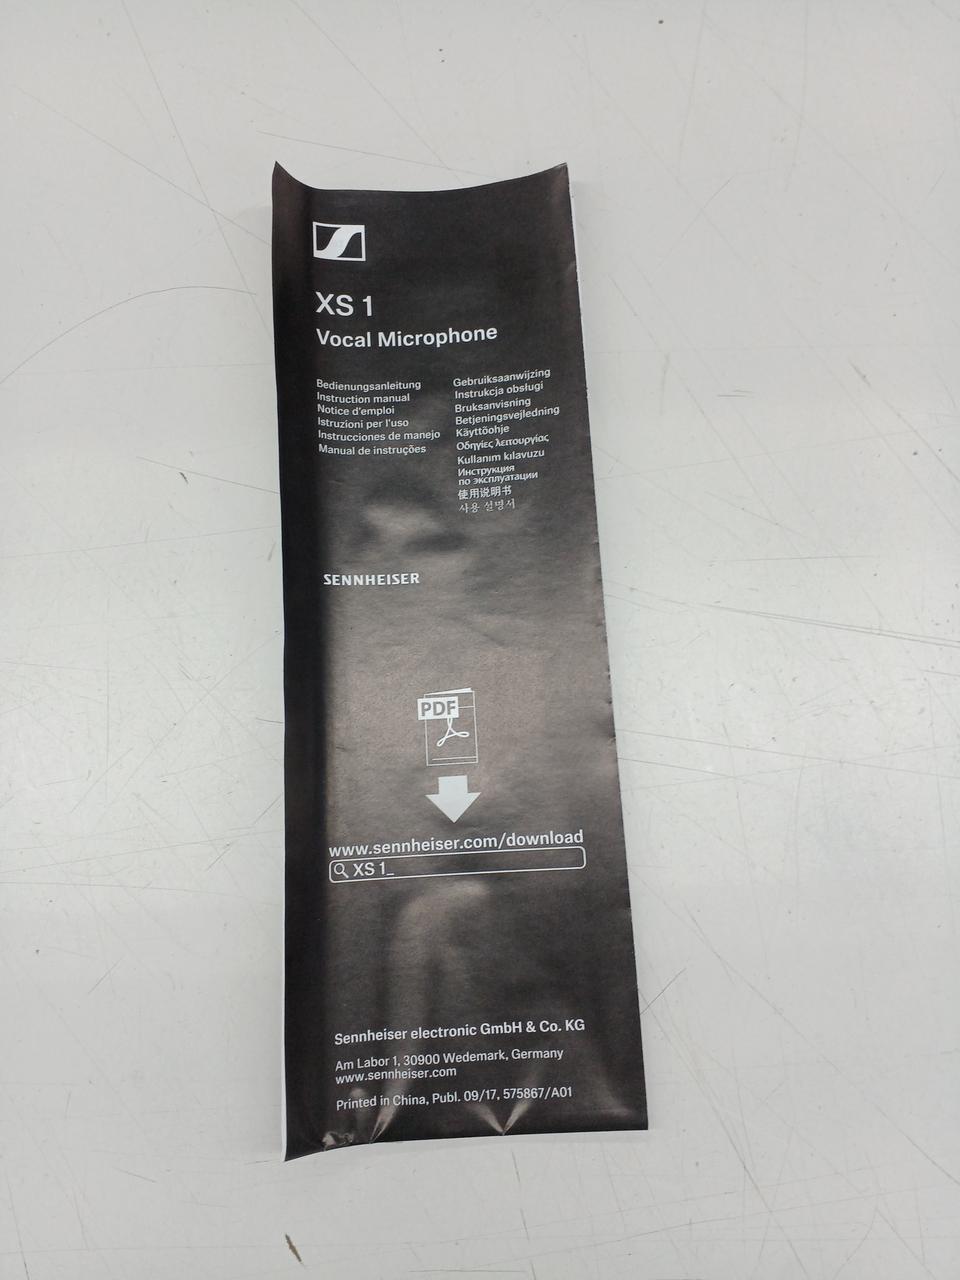 XS 1
Vocal Microphone
Bedienungsanleitung
Instruction manual
Notice d'emploi
Istruzioni per l'uso
Instrucciones de manejo
Manual de instruções
Gebruiksaanwijzing
Instrukcja obsługi
Bruksanvisning
Betjeningsvejledning
Käyttöohje
Οδηγίες λειτουργίας
Kullanım kılavuzu
Инструкция
по эксплуатации
使用说明书
사용 설명서
SENNHEISER
PDF
www.sennheiser.com/download
XS 1_
Sennheiser electronic GmbH & Co. KG
Am Labor 1, 30900 Wedemark, Germany
www.sennheiser.com
Printed in China, Publ. 09/17, 575867/A01